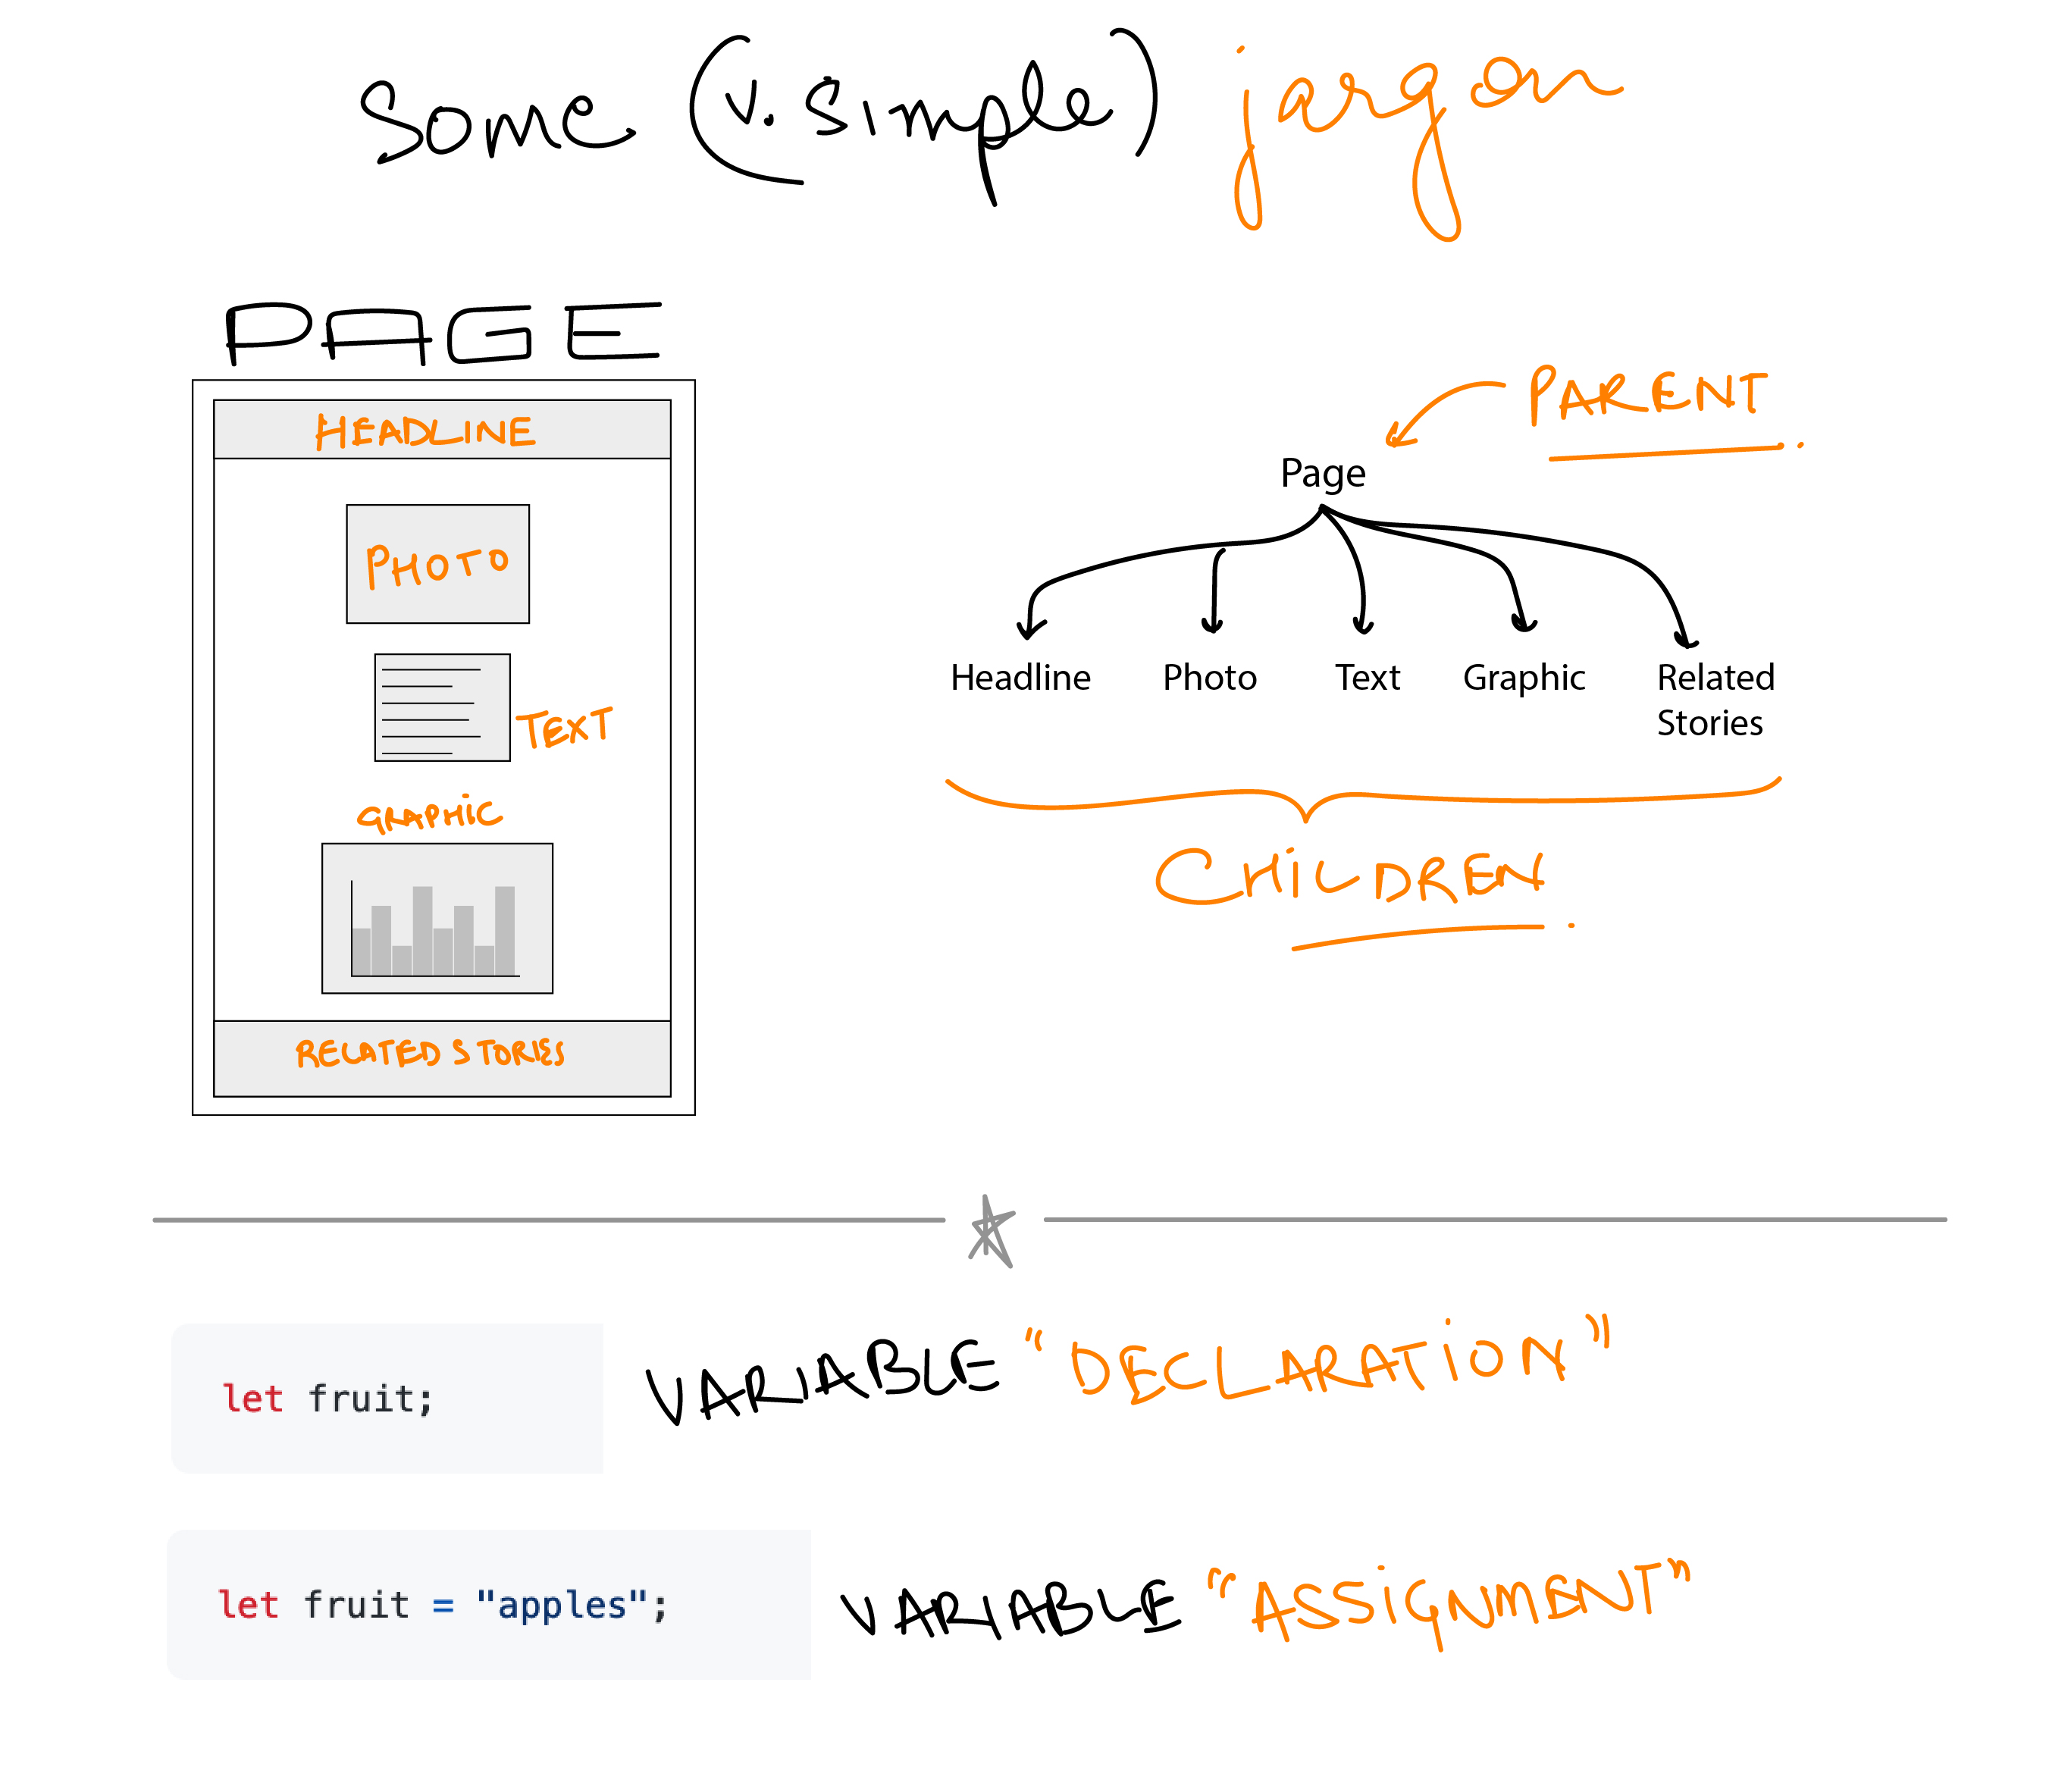 some (v. simple) jargon
PAGE
HEADLINE
PHOTO
TEXT
GRAPHiC
RELATED STORIES
PARENT
Page
Headline
Photo
Text
Graphic
Related
Stories
CHiLDREN
let fruit;
VARIABLE "DECLARATiON"
let fruit = "apples";
VARIABLE "ASSiGNMENT"